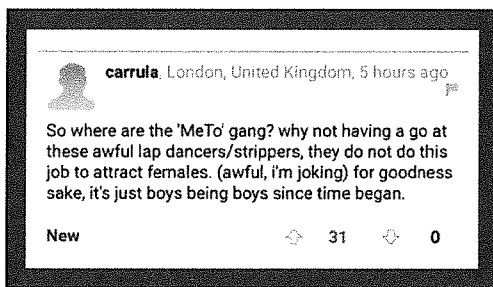 carrula, London, United Kingdom, 5 hours ago
So where are the 'MeTo' gang? why not having a go at
these awful lap dancers/strippers, they do not do this
job to attract females. (awful, i'm joking) for goodness
sake, it's just boys being boys since time began.
New 31 0